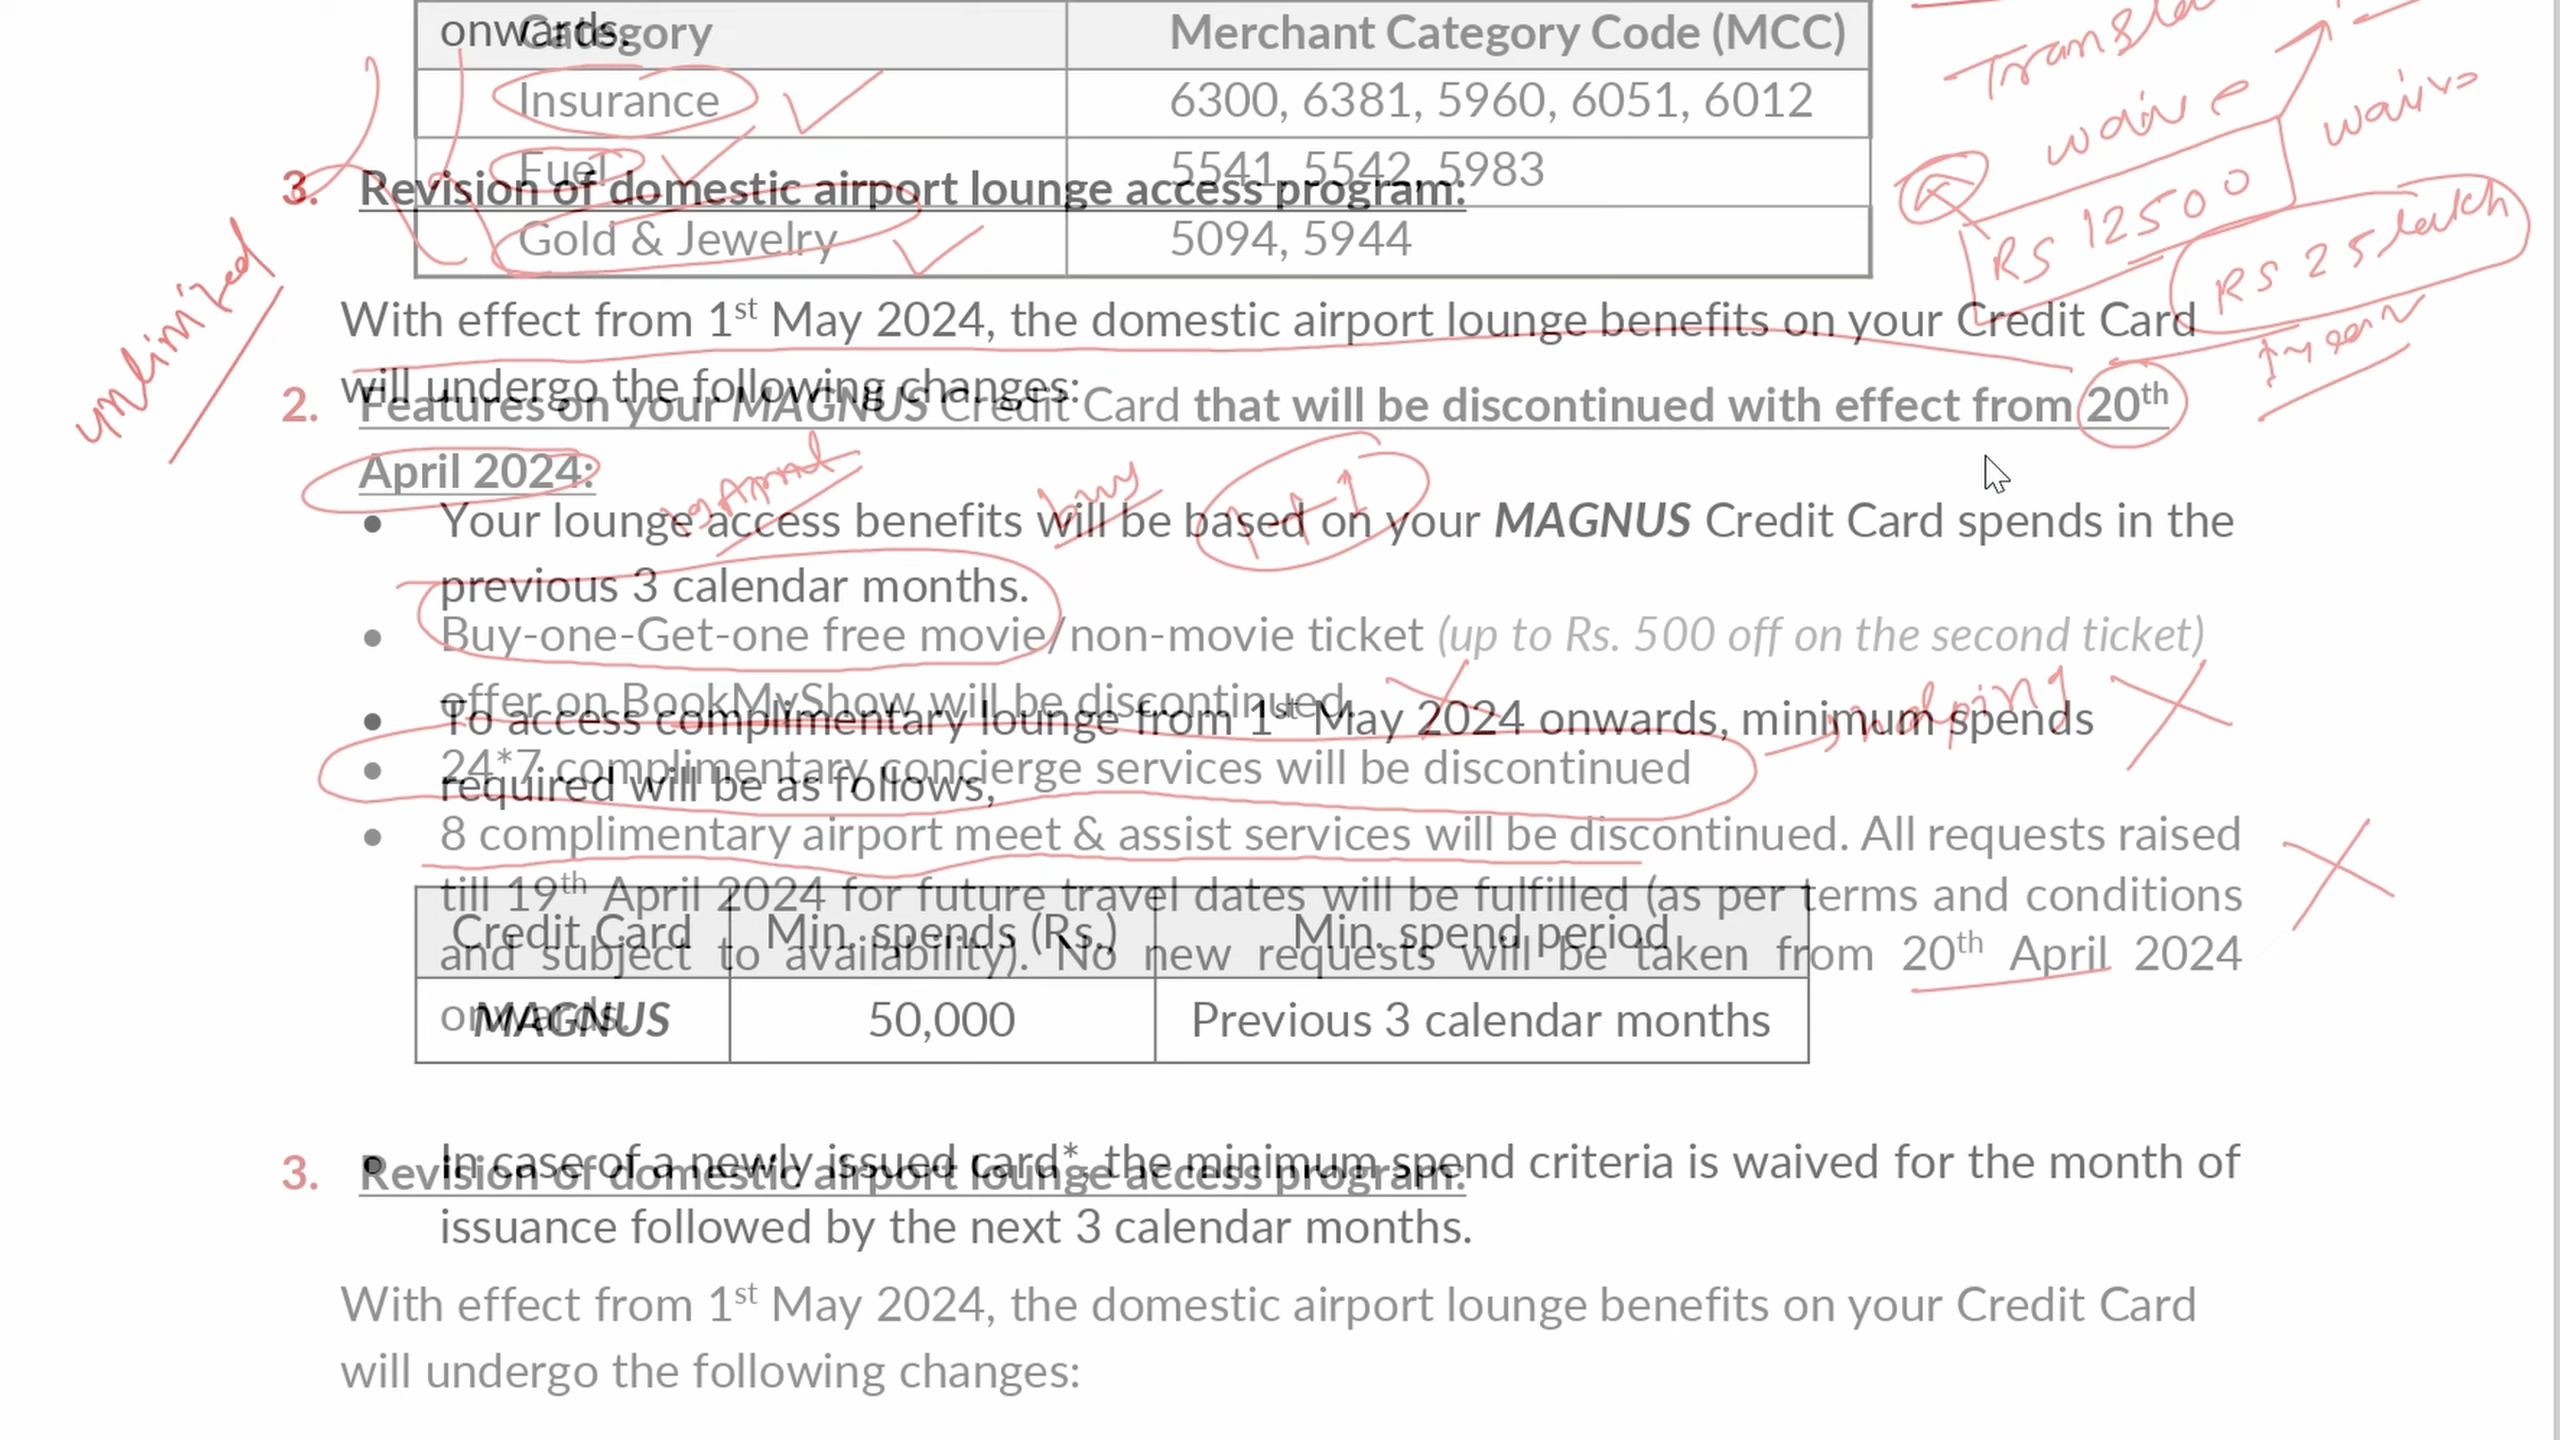 onwards.
Category Merchant Category Code (MCC)
Insurance 6300, 6381, 5960, 6051, 6012
Fuel 5541, 5542, 5983
3. Revision of domestic airport lounge access program:
Gold & Jewelry 5094, 5944
waive
waive
RS 12500
RS 25 lakh
unlimited
With effect from 1st May 2024, the domestic airport lounge benefits on your Credit Card
will undergo the following changes:
2. Features on your MAGNUS Credit Card that will be discontinued with effect from 20th
April 2024:
buy
1+1
• Your lounge access benefits will be based on your MAGNUS Credit Card spends in the
previous 3 calendar months.
• Buy-one-Get-one free movie/non-movie ticket (up to Rs. 500 off on the second ticket)
offer on BookMyShow will be discontinued.
• To access complimentary lounge from 1st May 2024 onwards, minimum spends
required will be as follows,
• 24*7 complimentary concierge services will be discontinued
• 8 complimentary airport meet & assist services will be discontinued. All requests raised
till 19th April 2024 for future travel dates will be fulfilled (as per terms and conditions
and subject to availability). No new requests will be taken from 20th April 2024
onwards.
Credit Card Min. spends (Rs.) Min. spend period
MAGNUS 50,000 Previous 3 calendar months
• In case of a newly issued card*, the minimum spend criteria is waived for the month of
issuance followed by the next 3 calendar months.
3. Revision of domestic airport lounge access program:
With effect from 1st May 2024, the domestic airport lounge benefits on your Credit Card
will undergo the following changes: